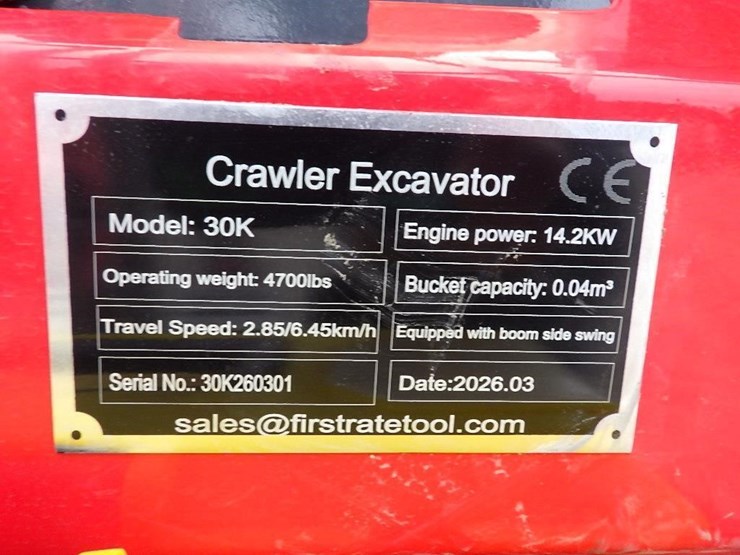 Crawler Excavator CE
Model: 30K
Engine power: 14.2KW
Operating weight: 4700lbs
Bucket capacity: 0.04m³
Travel Speed: 2.85/6.45km/h
Equipped with boom side swing
Serial No.: 30K260301
Date:2026.03
sales@firstratetool.com